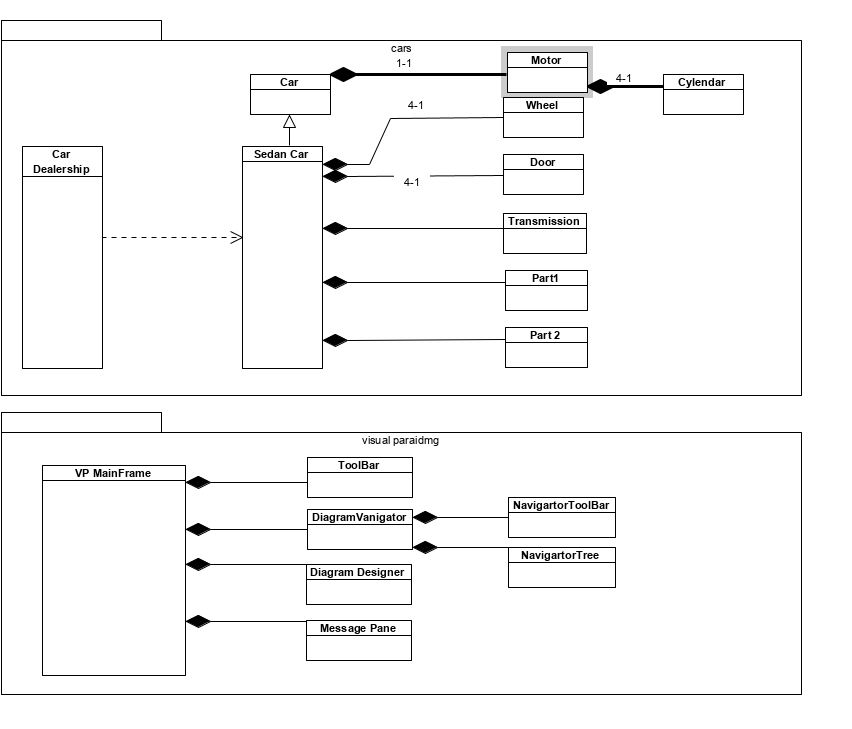 cars
1-1
Motor
Car
4-1
Cylendar
4-1
Wheel
Car
Dealership
Sedan Car
Door
4-1
Transmission
Part1
Part 2
visual paraidmg
VP MainFrame
ToolBar
DiagramVanigator
NavigartorToolBar
NavigartorTree
Diagram Designer
Message Pane